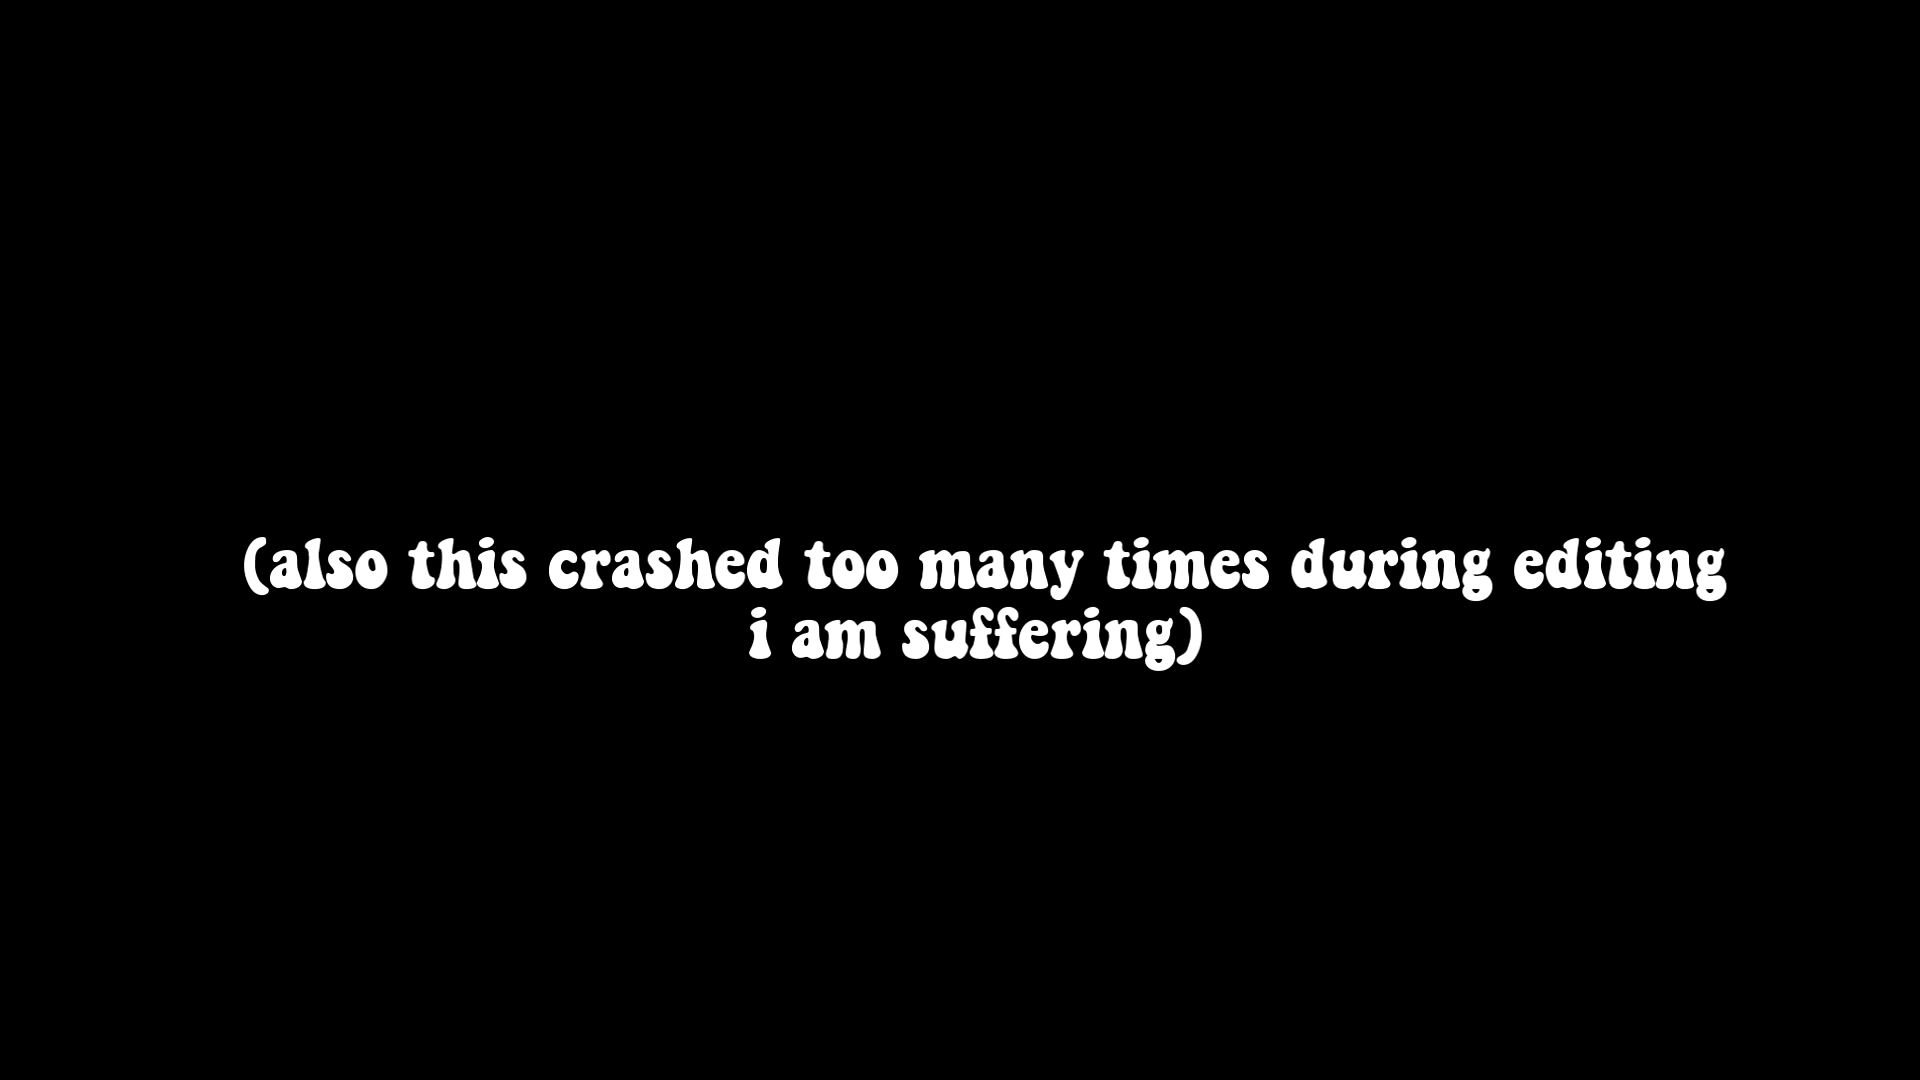 (also this crashed too many times during editing
i am suffering)